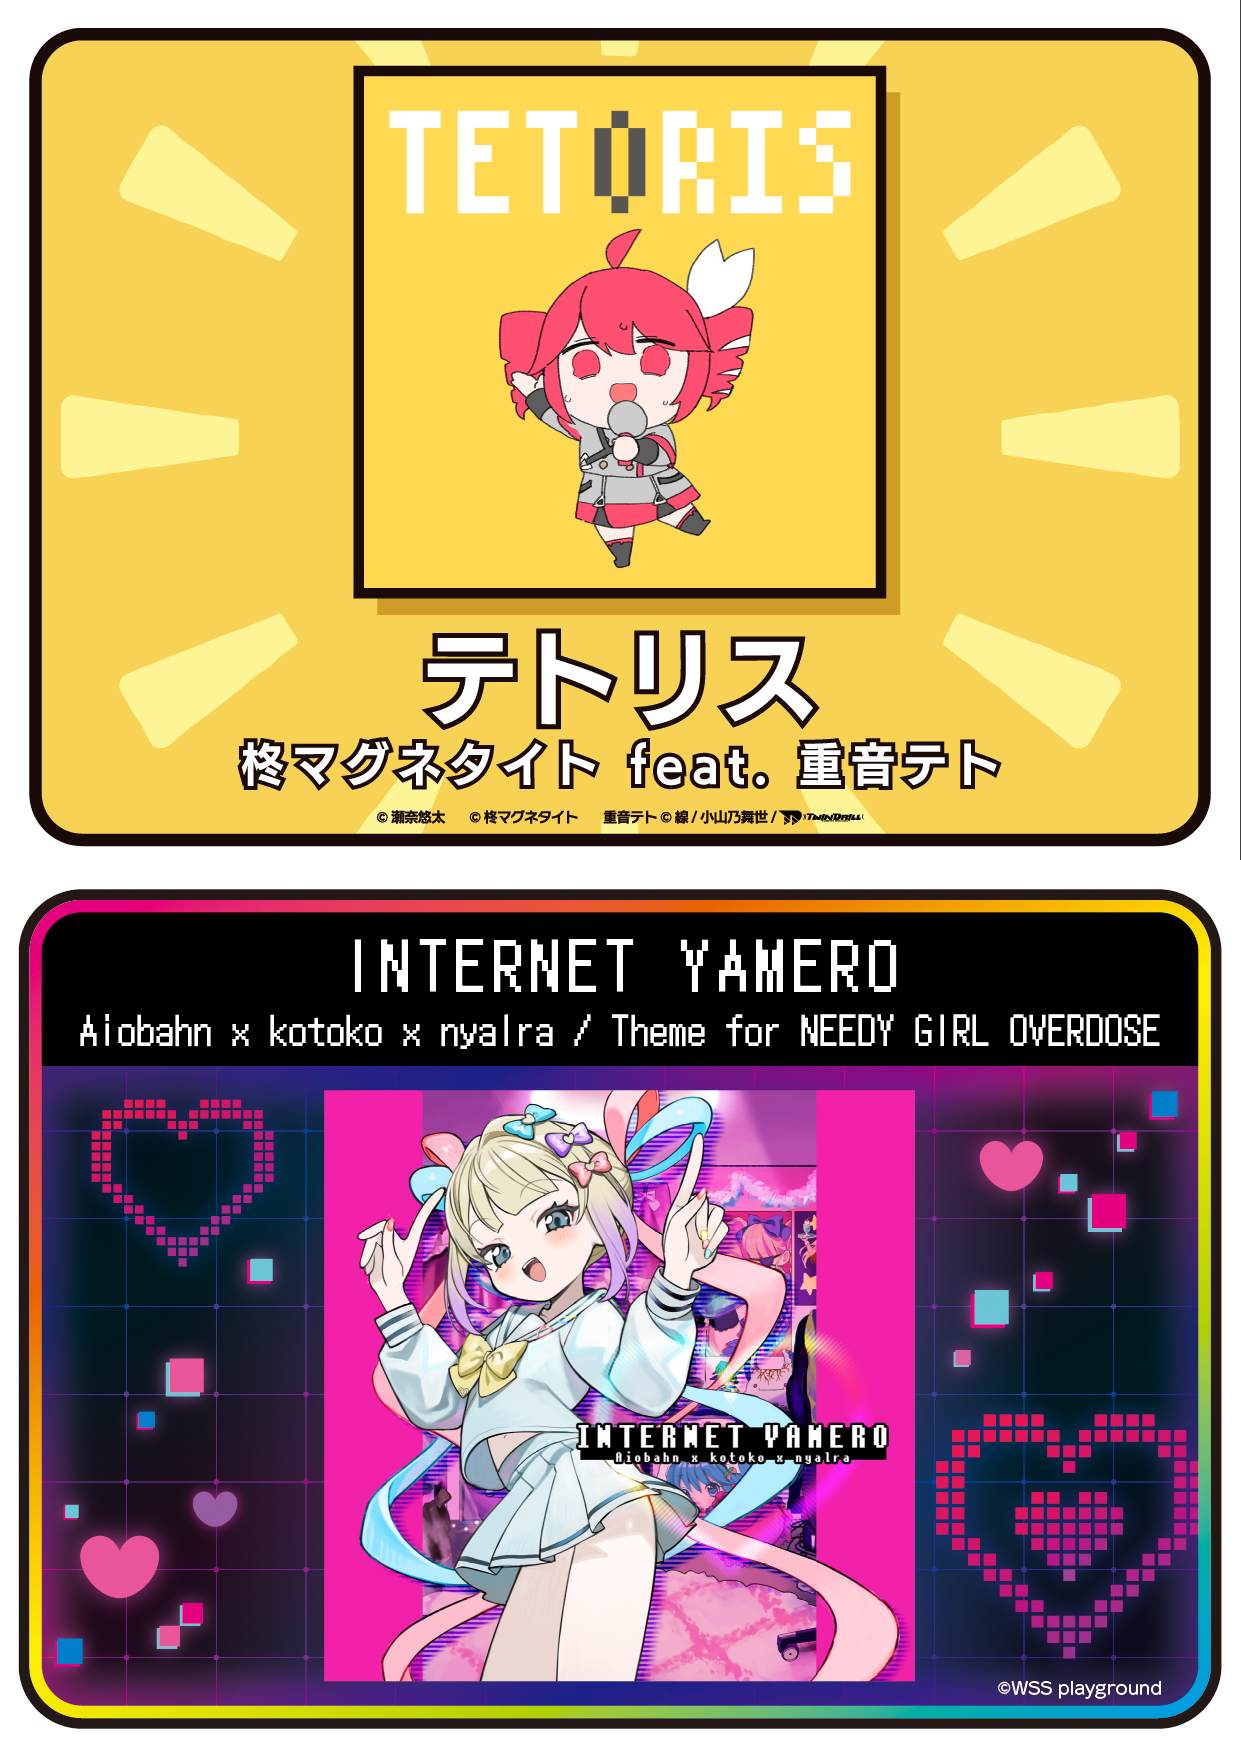 TETORIS
テトリス
柊マグネタイト feat. 重音テト
© 瀬奈悠太 © 柊マグネタイト 重音テト © 線 / 小山乃舞世 / TWINDRILL
INTERNET YAMERO
Aiobahn x kotoko x nyalra / Theme for NEEDY GIRL OVERDOSE
INTERNET YAMERO
Aiobahn x kotoko x nyalra
©WSS playground